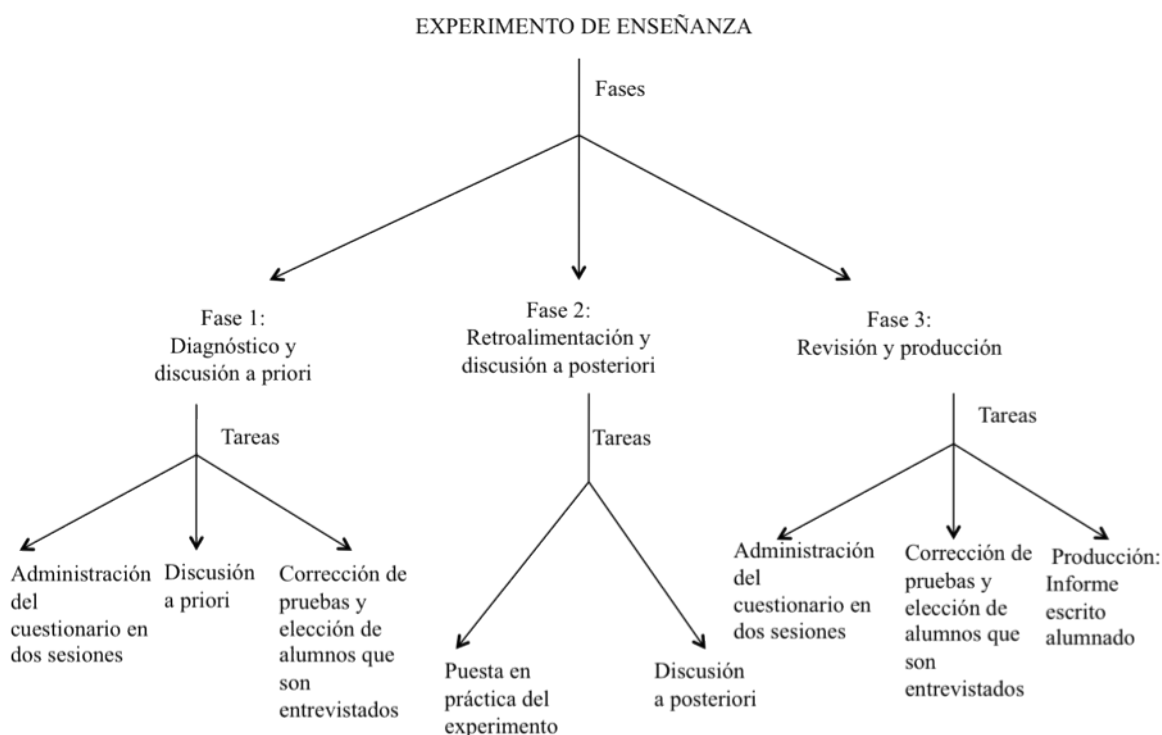 EXPERIMENTO DE ENSEÑANZA
Fases
Fase 1:
Diagnóstico y
discusión a priori
Fase 2:
Retroalimentación y
discusión a posteriori
Fase 3:
Revisión y producción
Tareas
Tareas
Tareas
Administración
del
cuestionario en
dos sesiones
Discusión
a priori
Corrección de
pruebas y
elección de
alumnos que
son
entrevistados
Puesta en
práctica del
experimento
Discusión
a posteriori
Administración
del
cuestionario en
dos sesiones
Corrección de
pruebas y
elección de
alumnos que
son
entrevistados
Producción:
Informe
escrito
alumnado